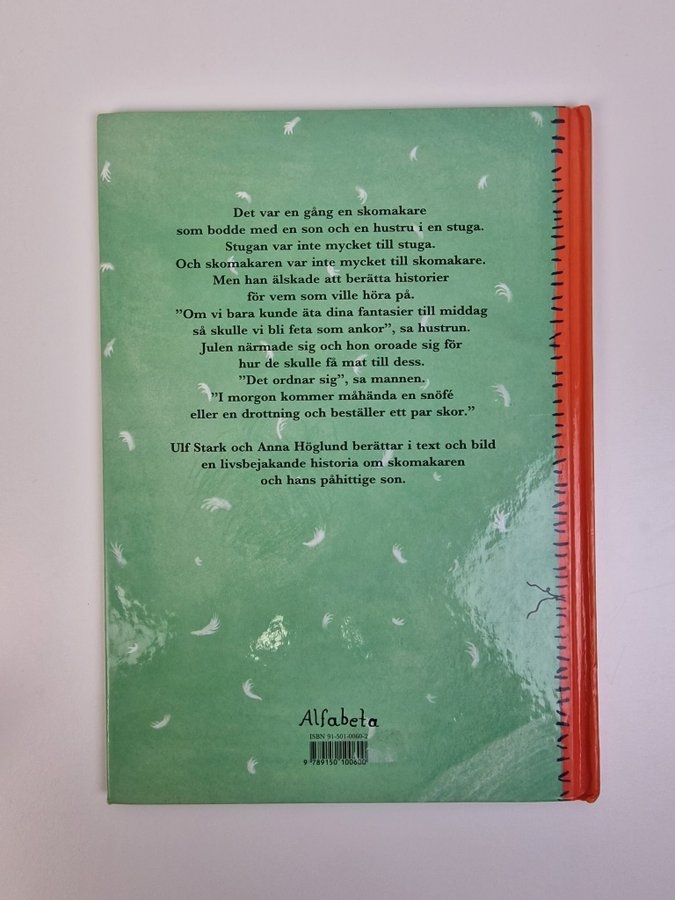 Det var en gång en skomakare
som bodde med en son och en hustru i en stuga.
Stugan var inte mycket till stuga.
Och skomakaren var inte mycket till skomakare.
Men han älskade att berätta historier
för vem som ville höra på.
”Om vi bara kunde äta dina fantasier till middag
så skulle vi bli feta som ankor”, sa hustrun.
Julen närmade sig och hon oroade sig för
hur de skulle få mat till dess.
”Det ordnar sig”, sa mannen.
”I morgon kommer måhända en snöfé
eller en drottning och beställer ett par skor.”
Ulf Stark och Anna Höglund berättar i text och bild
en livsbejakande historia om skomakaren
och hans påhittige son.
Alfabeta
ISBN 91-501-0060-2
9 789150 100600